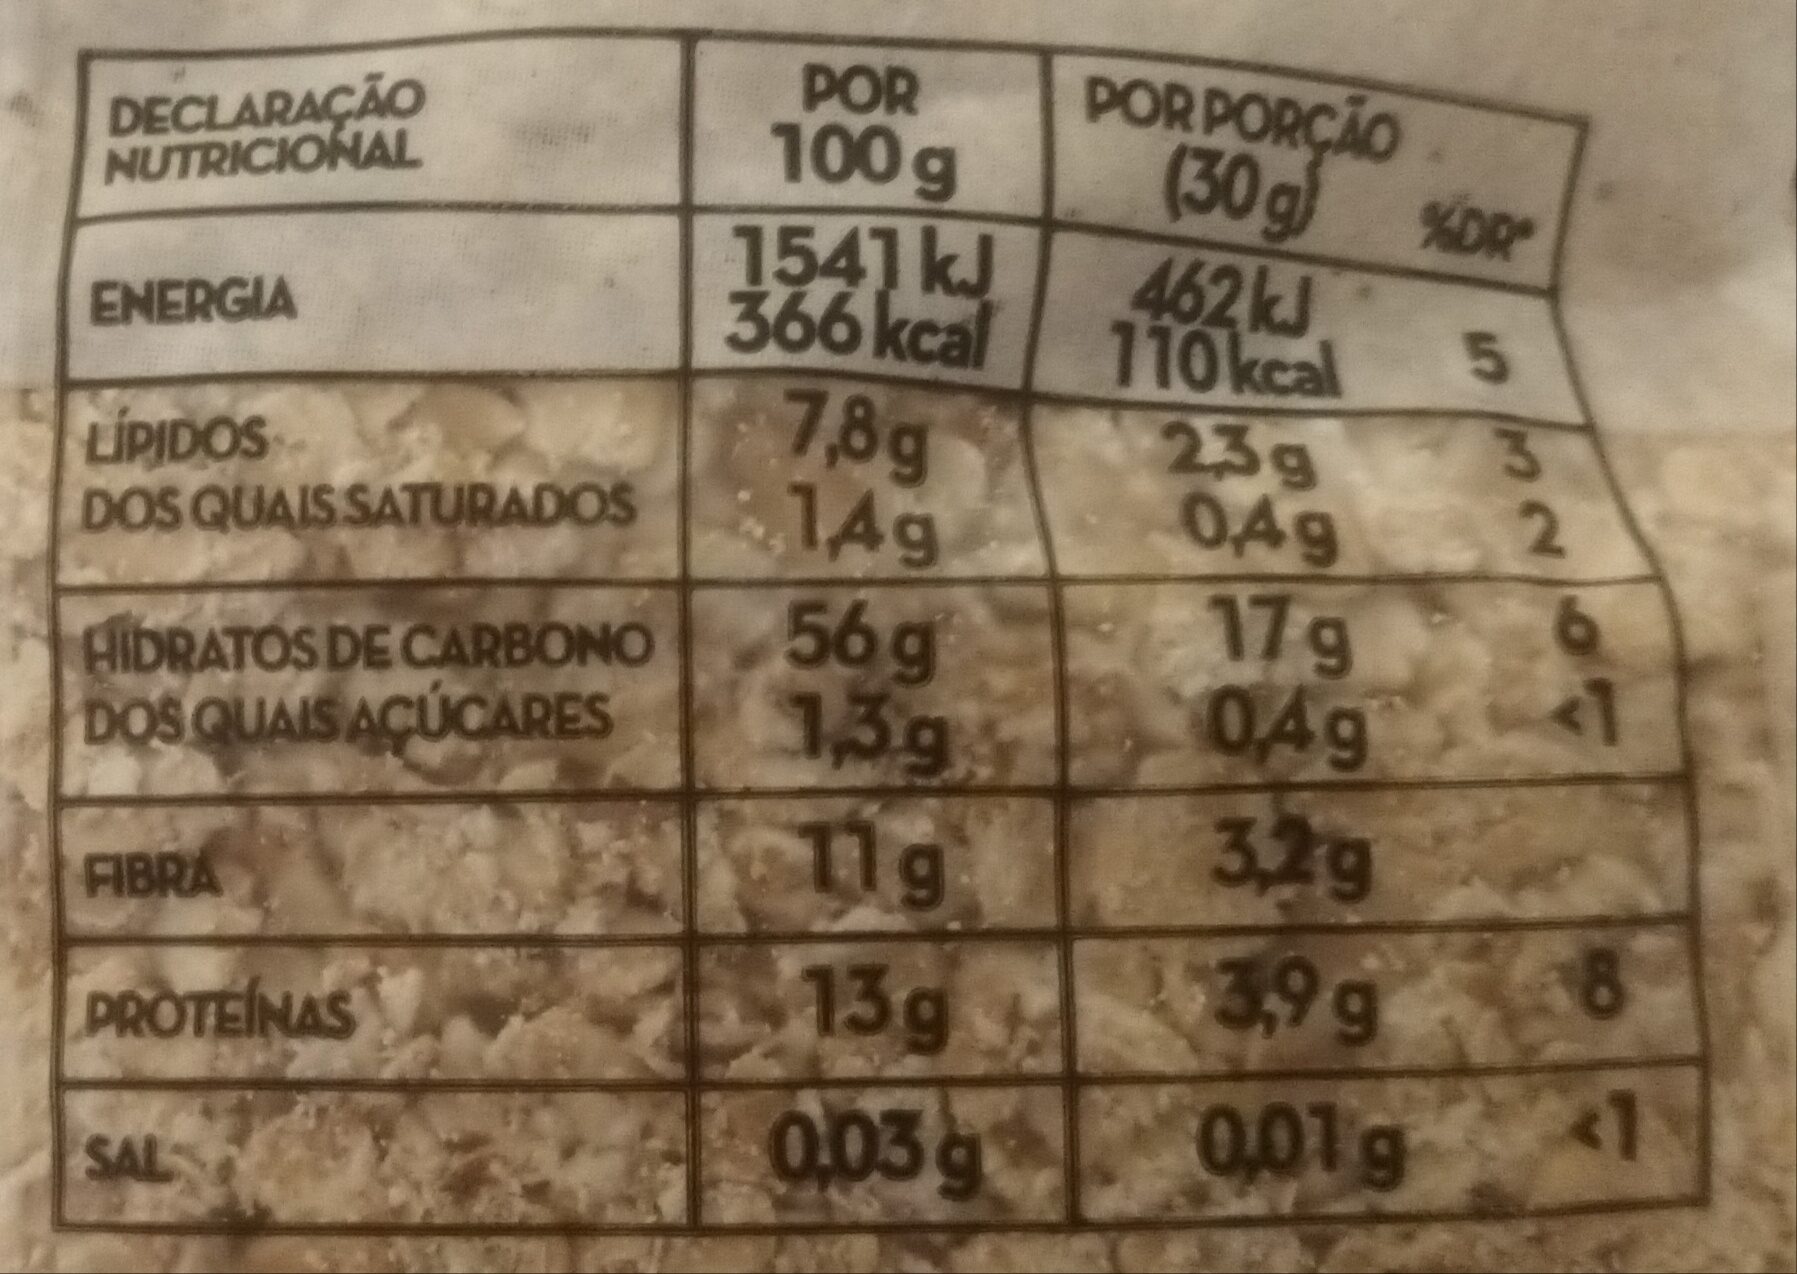 DECLARAÇÃO
NUTRICIONAL
POR
100 g
POR PORÇÃO
(30 g)
%DR*
ENERGIA
1541 kJ
366 kcal
462 kJ
110 kcal
5
LÍPIDOS 7,8 g 2,3 g 3
DOS QUAIS SATURADOS 1,4 g 0,4 g 2
HIDRATOS DE CARBONO 56 g 17 g 6
DOS QUAIS AÇÚCARES 1,3 g 0,4 g <1
FIBRA 11 g 3,2 g
PROTEÍNAS 13 g 3,9 g 8
SAL 0,03 g 0,01 g <1